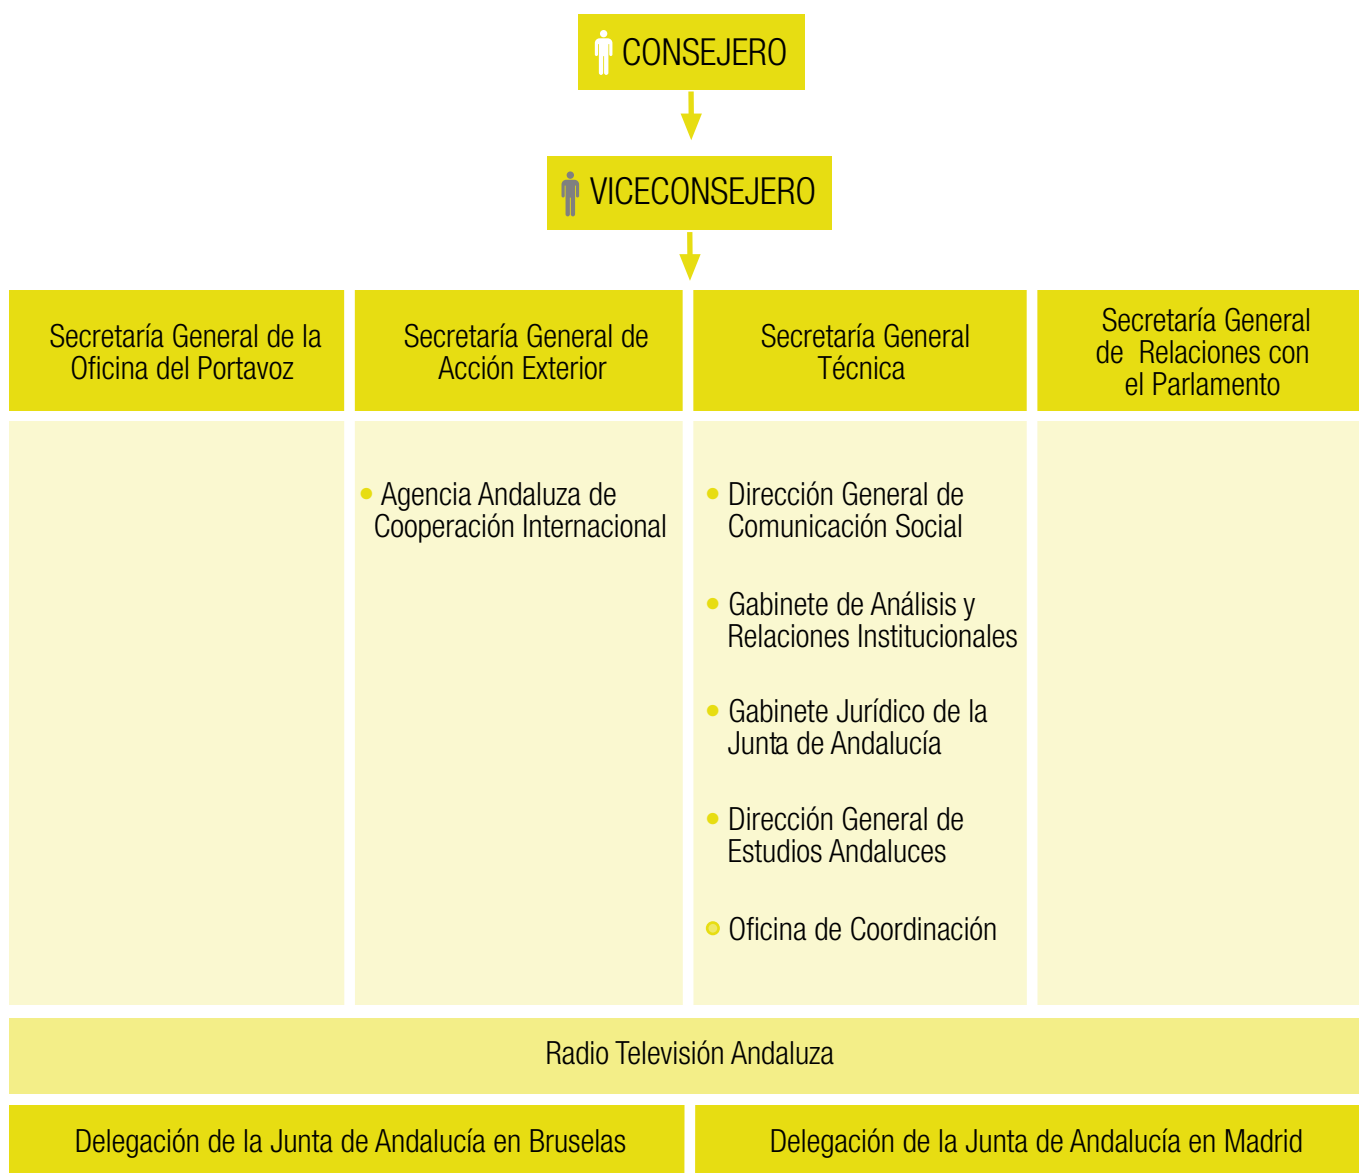 CONSEJERO
VICECONSEJERO
Secretaría General de la
Oficina del Portavoz
Secretaría General de
Acción Exterior
Secretaría General
Técnica
Secretaría General
de Relaciones con
el Parlamento
• Agencia Andaluza de
Cooperación Internacional
• Dirección General de
Comunicación Social
• Gabinete de Análisis y
Relaciones Institucionales
• Gabinete Jurídico de la
Junta de Andalucía
• Dirección General de
Estudios Andaluces
• Oficina de Coordinación
Radio Televisión Andaluza
Delegación de la Junta de Andalucía en Bruselas
Delegación de la Junta de Andalucía en Madrid